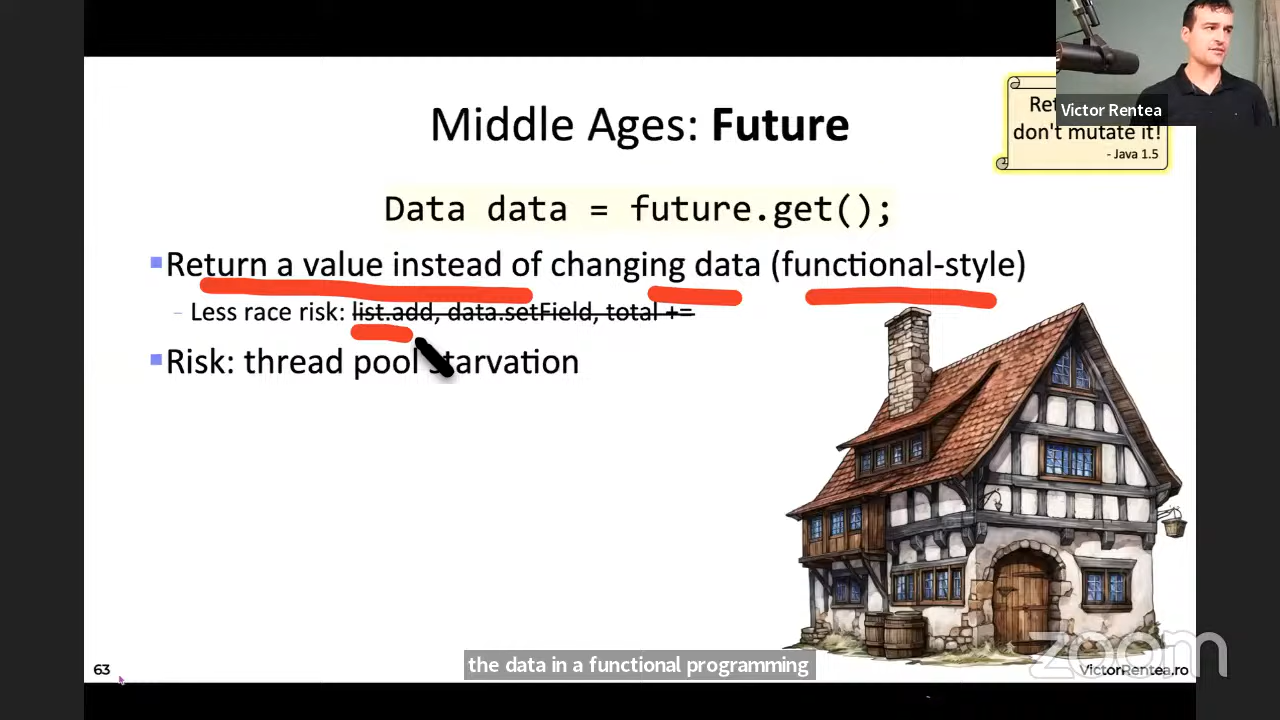 Middle Ages: Future
Victor Rentea
don't mutate it!
- Java 1.5
Data data = future.get();
Return a value instead of changing data (functional-style)
Less race risk: list.add, data.setField, total +=
Risk: thread pool starvation
the data in a functional programming
63
zoom
VictorRentea.ro